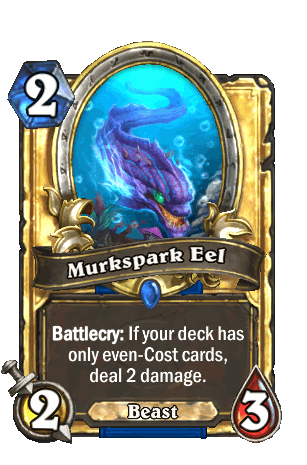 2
Murkspark Eel
Battlecry: If your deck has
only even-Cost cards,
deal 2 damage.
2
Beast
3